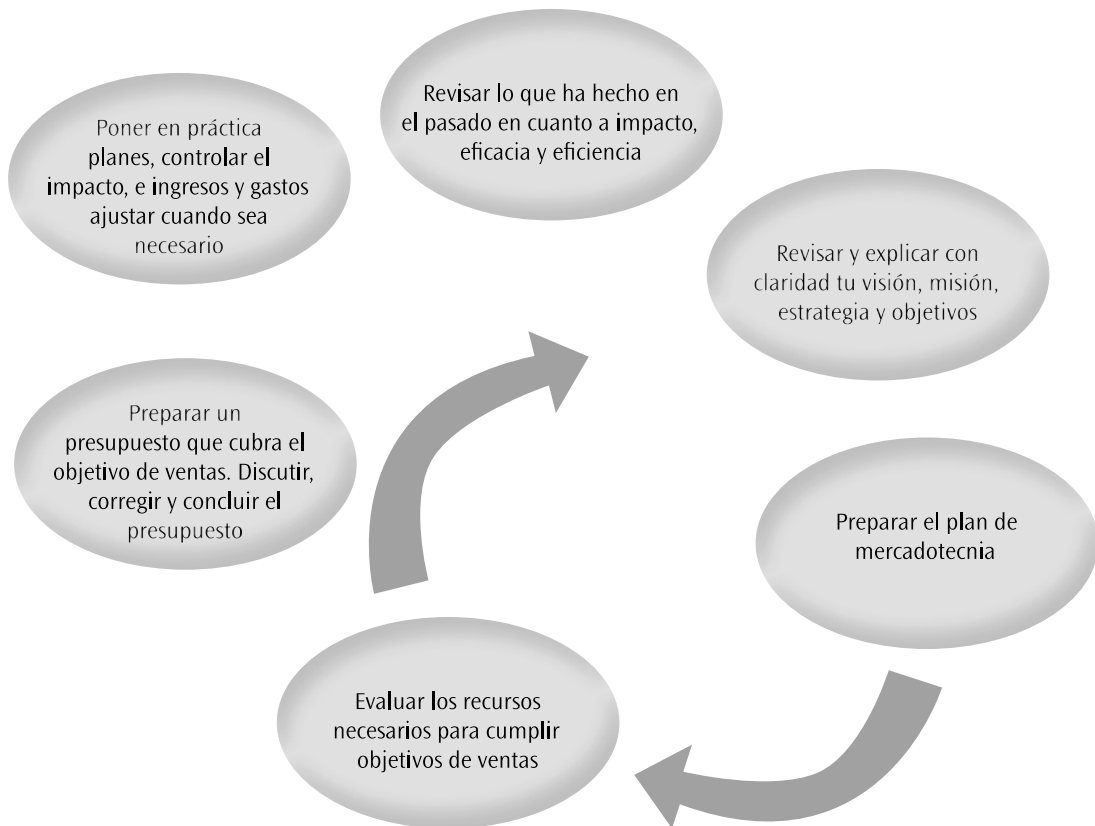 Revisar lo que ha hecho en
el pasado en cuanto a impacto,
eficacia y eficiencia
Poner en práctica
planes, controlar el
impacto, e ingresos y gastos
ajustar cuando sea
necesario
Revisar y explicar con
claridad tu visión, misión,
estrategia y objetivos
Preparar un
presupuesto que cubra el
objetivo de ventas. Discutir,
corregir y concluir el
presupuesto
Preparar el plan de
mercadotecnia
Evaluar los recursos
necesarios para cumplir
objetivos de ventas